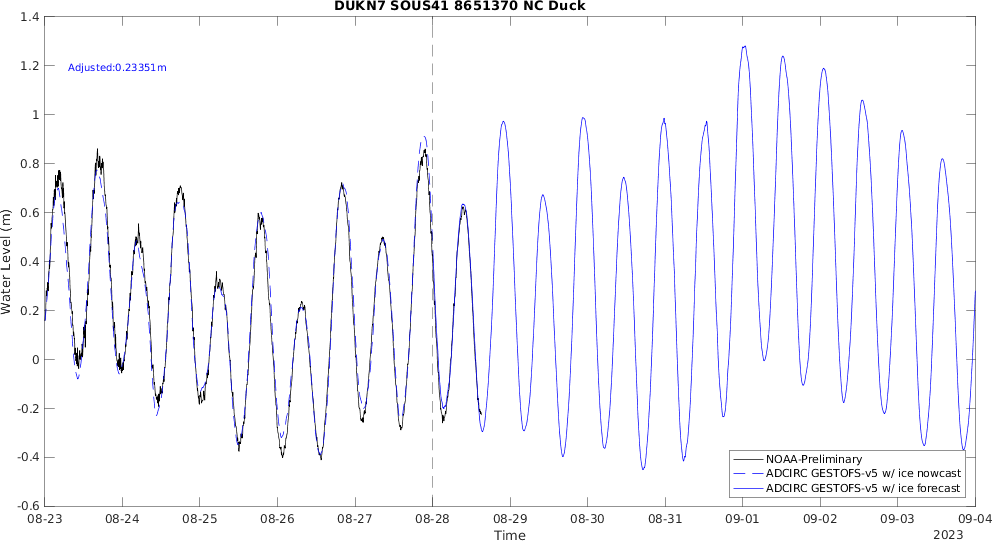 DUKN7 SOUS41 8651370 NC Duck
Adjusted:0.23351m
1.4
1.2
1
0.8
0.6
0.4
0.2
0
-0.2
-0.4
-0.6
Water Level (m)
NOAA-Preliminary
ADCIRC GESTOFS-v5 w/ ice nowcast
ADCIRC GESTOFS-v5 w/ ice forecast
08-23 08-24 08-25 08-26 08-27 08-28 08-29 08-30 08-31 09-01 09-02 09-03 09-04
Time
2023